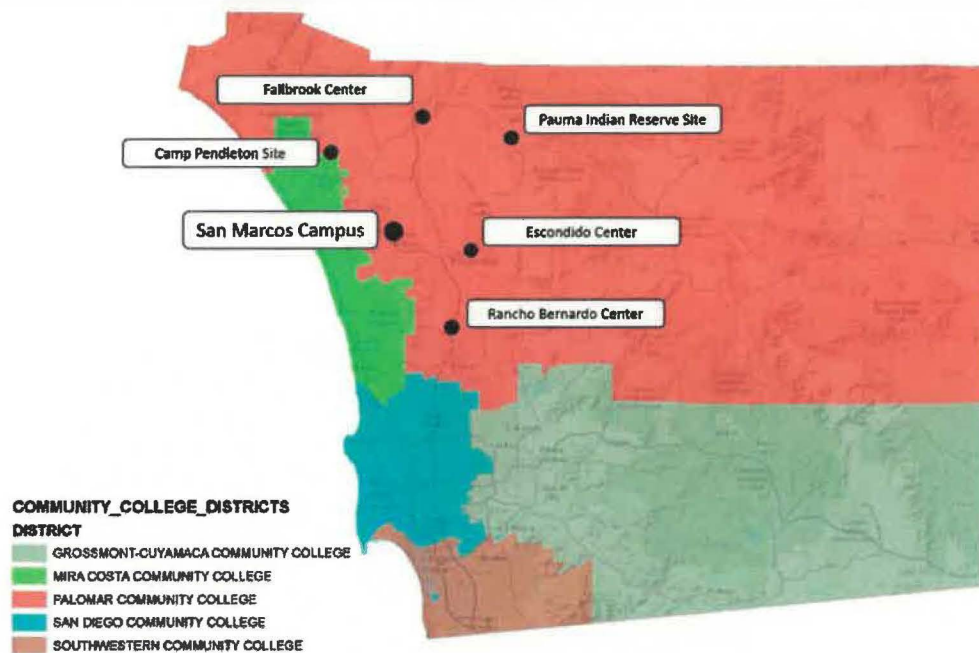 Fallbrook Center
Pauma Indian Reserve Site
Camp Pendleton Site
San Marcos Campus
Escondido Center
Rancho Bernardo Center
COMMUNITY_COLLEGE_DISTRICTS
DISTRICT
GROSSMONT-CUYAMACA COMMUNITY COLLEGE
MIRA COSTA COMMUNITY COLLEGE
PALOMAR COMMUNITY COLLEGE
SAN DIEGO COMMUNITY COLLEGE
SOUTHWESTERN COMMUNITY COLLEGE